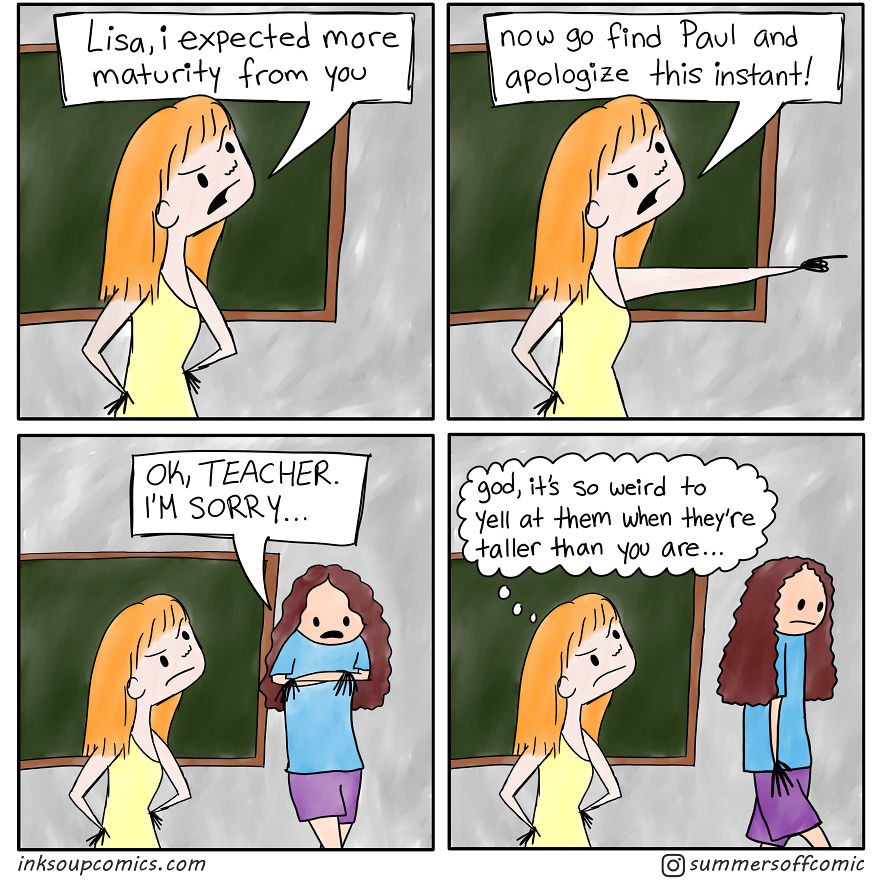 Lisa, i expected more
maturity from you
now go find Paul and
apologize this instant!
OK, TEACHER.
I'M SORRY...
god, it's so weird to
yell at them when they're
taller than you are...
inksoupcomics.com
summersoffcomic